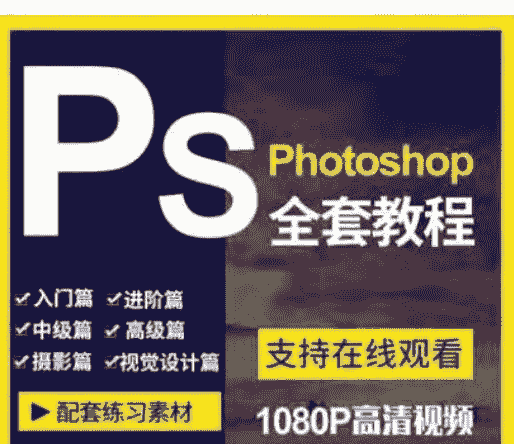 Ps
Photoshop
全套教程
入门篇 进阶篇
中级篇 高级篇
摄影篇 视觉设计篇
支持在线观看
配套练习素材
1080P高清视频